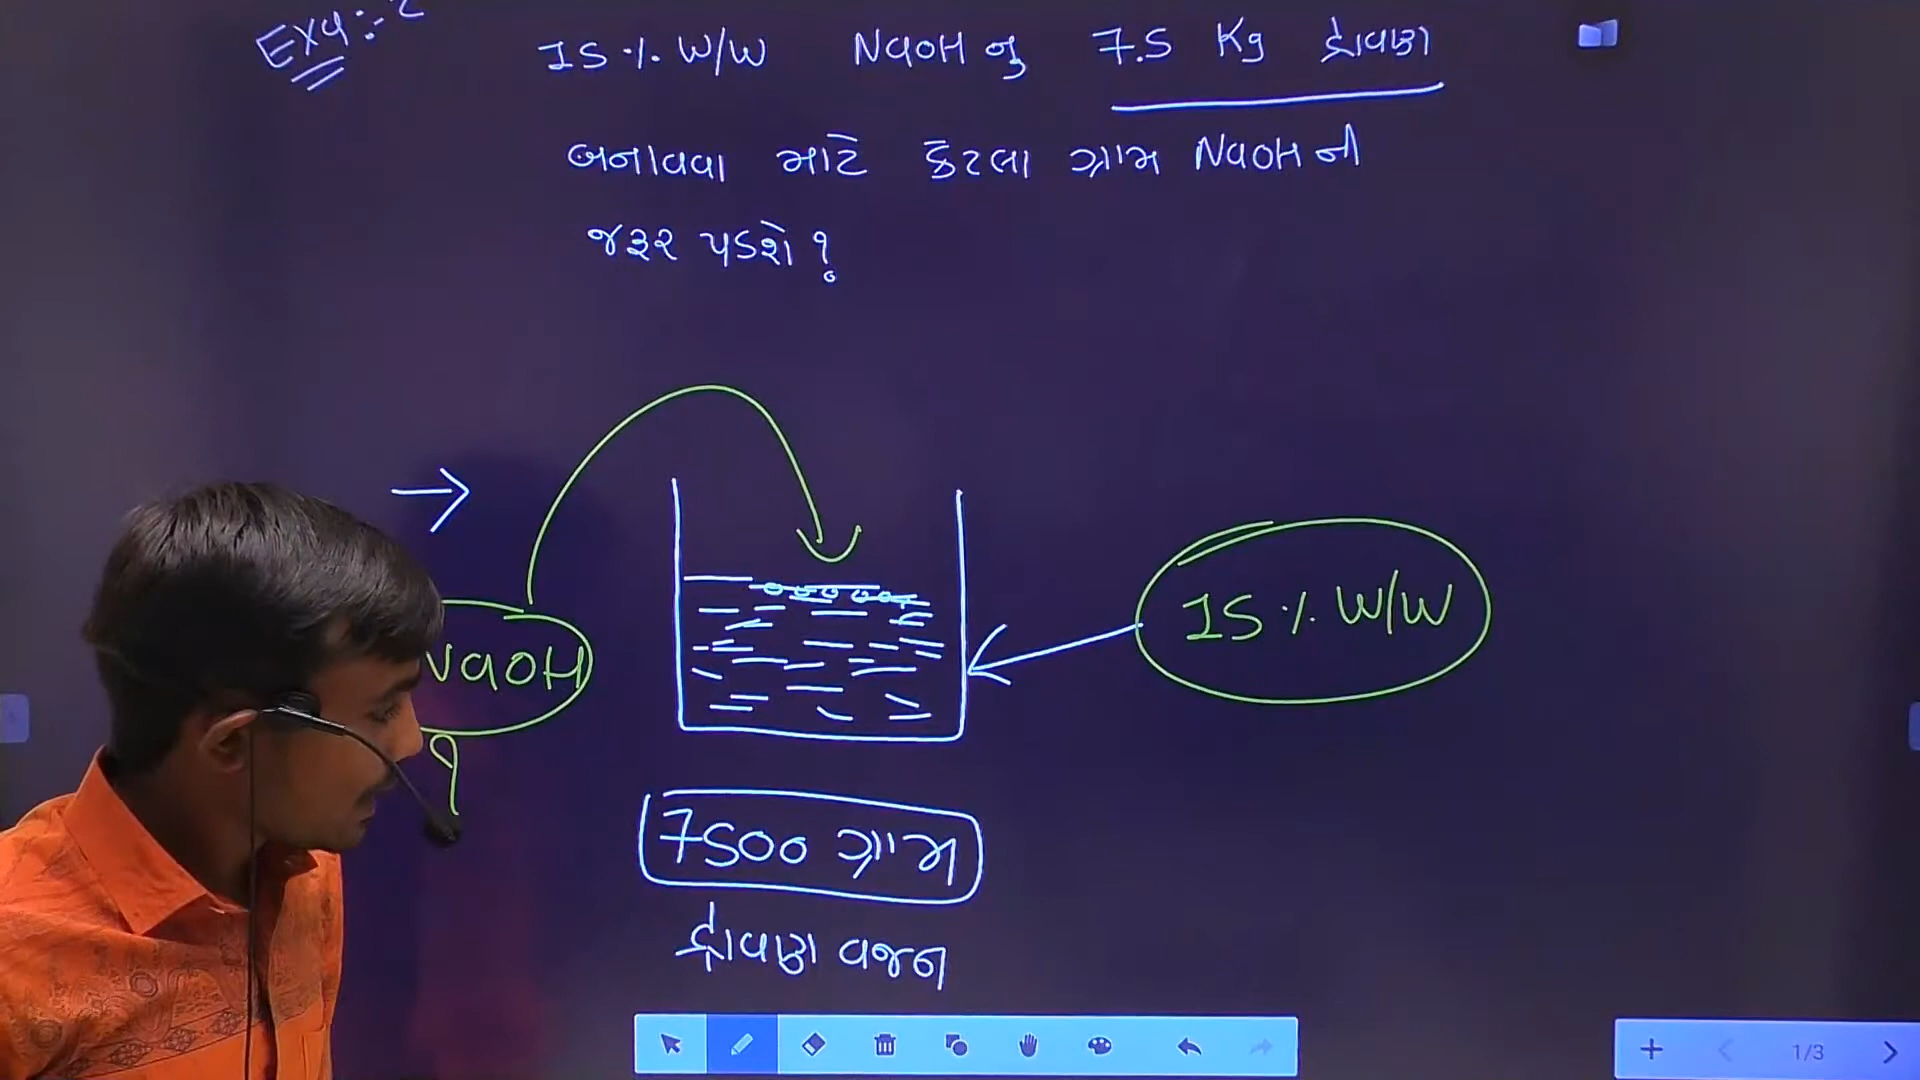 Exa:- 2
15 % W/W NaOH નુ 7.5 Kg દ્રાવણ
બનાવવા માટે કેટલા ગ્રામ NaOH ની
જરૂર પડશે ?
NaOH
?
15 % W/W
7500 ગ્રામ
દ્રાવણ વજન
1/3